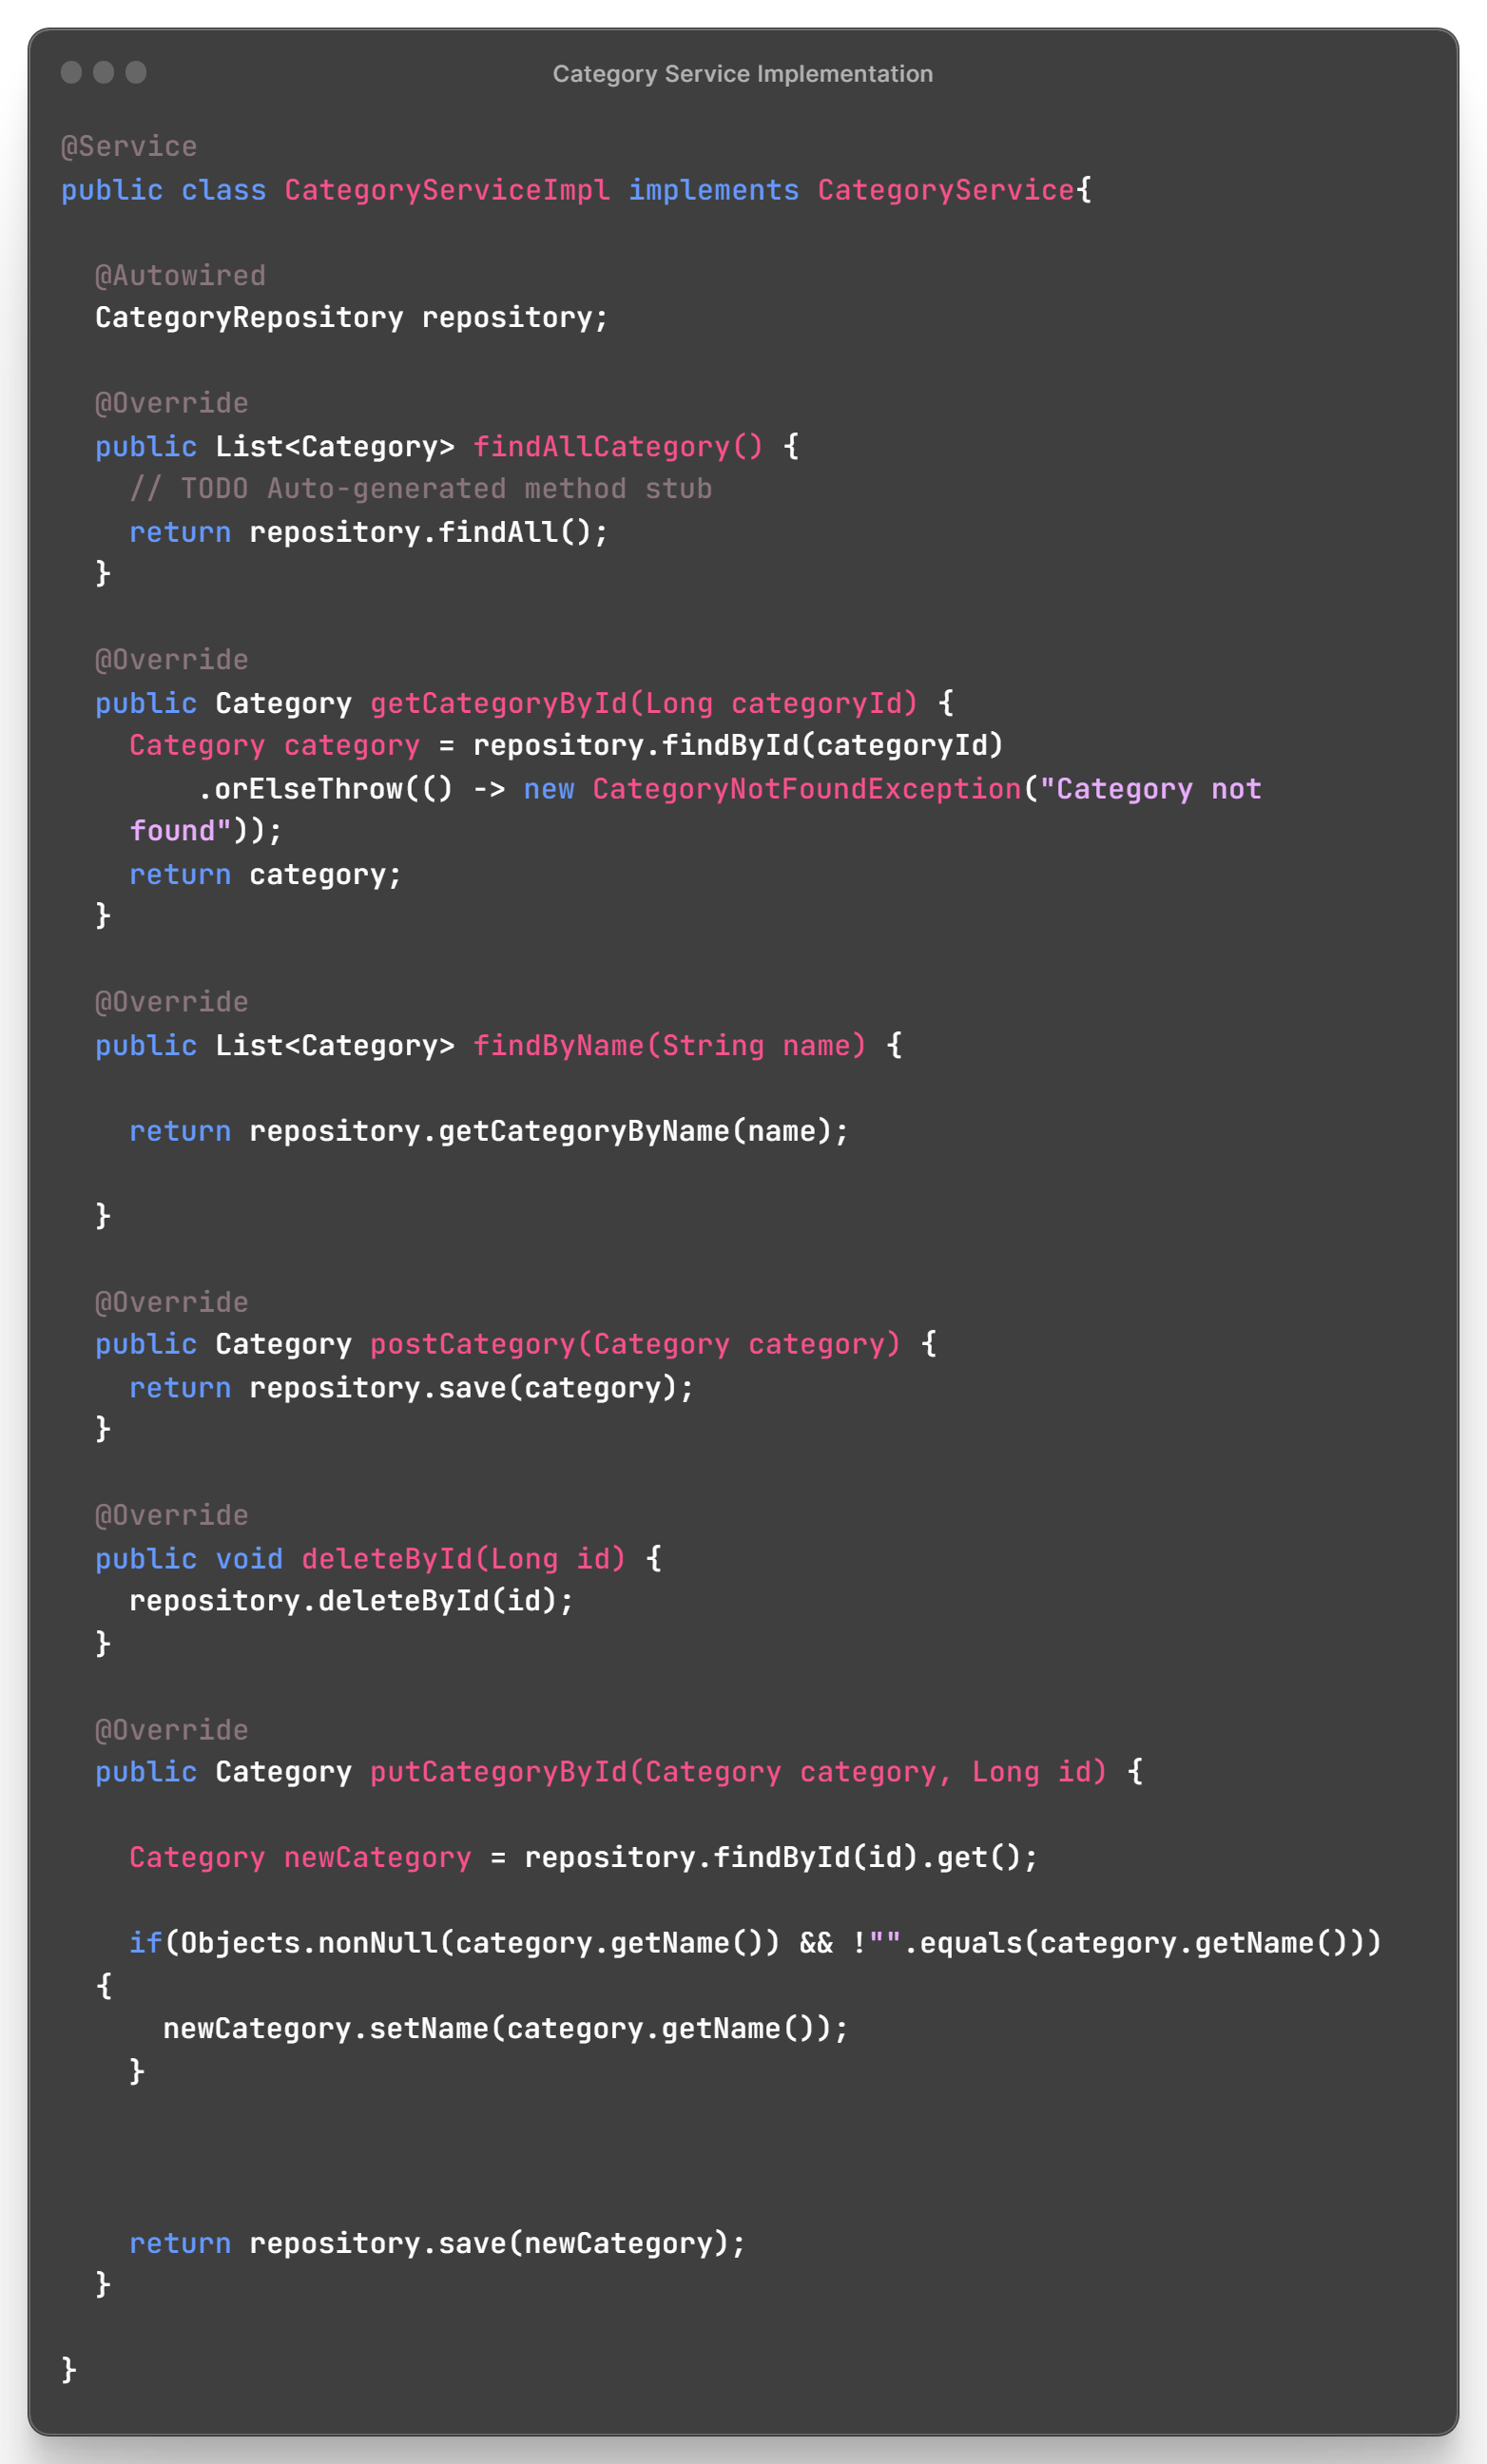 Category Service Implementation
@Service
public class CategoryServiceImpl implements CategoryService{
@Autowired
CategoryRepository repository;
@Override
public List<Category> findAllCategory() {
// TODO Auto-generated method stub
return repository.findAll();
}
@Override
public Category getCategoryById(Long categoryId) {
Category category = repository.findById(categoryId)
.orElseThrow(() -> new CategoryNotFoundException("Category not
found"));
return category;
}
@Override
public List<Category> findByName(String name) {
return repository.getCategoryByName(name);
}
@Override
public Category postCategory(Category category) {
return repository.save(category);
}
@Override
public void deleteById(Long id) {
repository.deleteById(id);
}
@Override
public Category putCategoryById(Category category, Long id) {
Category newCategory = repository.findById(id).get();
if(Objects.nonNull(category.getName()) && !"".equals(category.getName()))
{
newCategory.setName(category.getName());
}
return repository.save(newCategory);
}
}